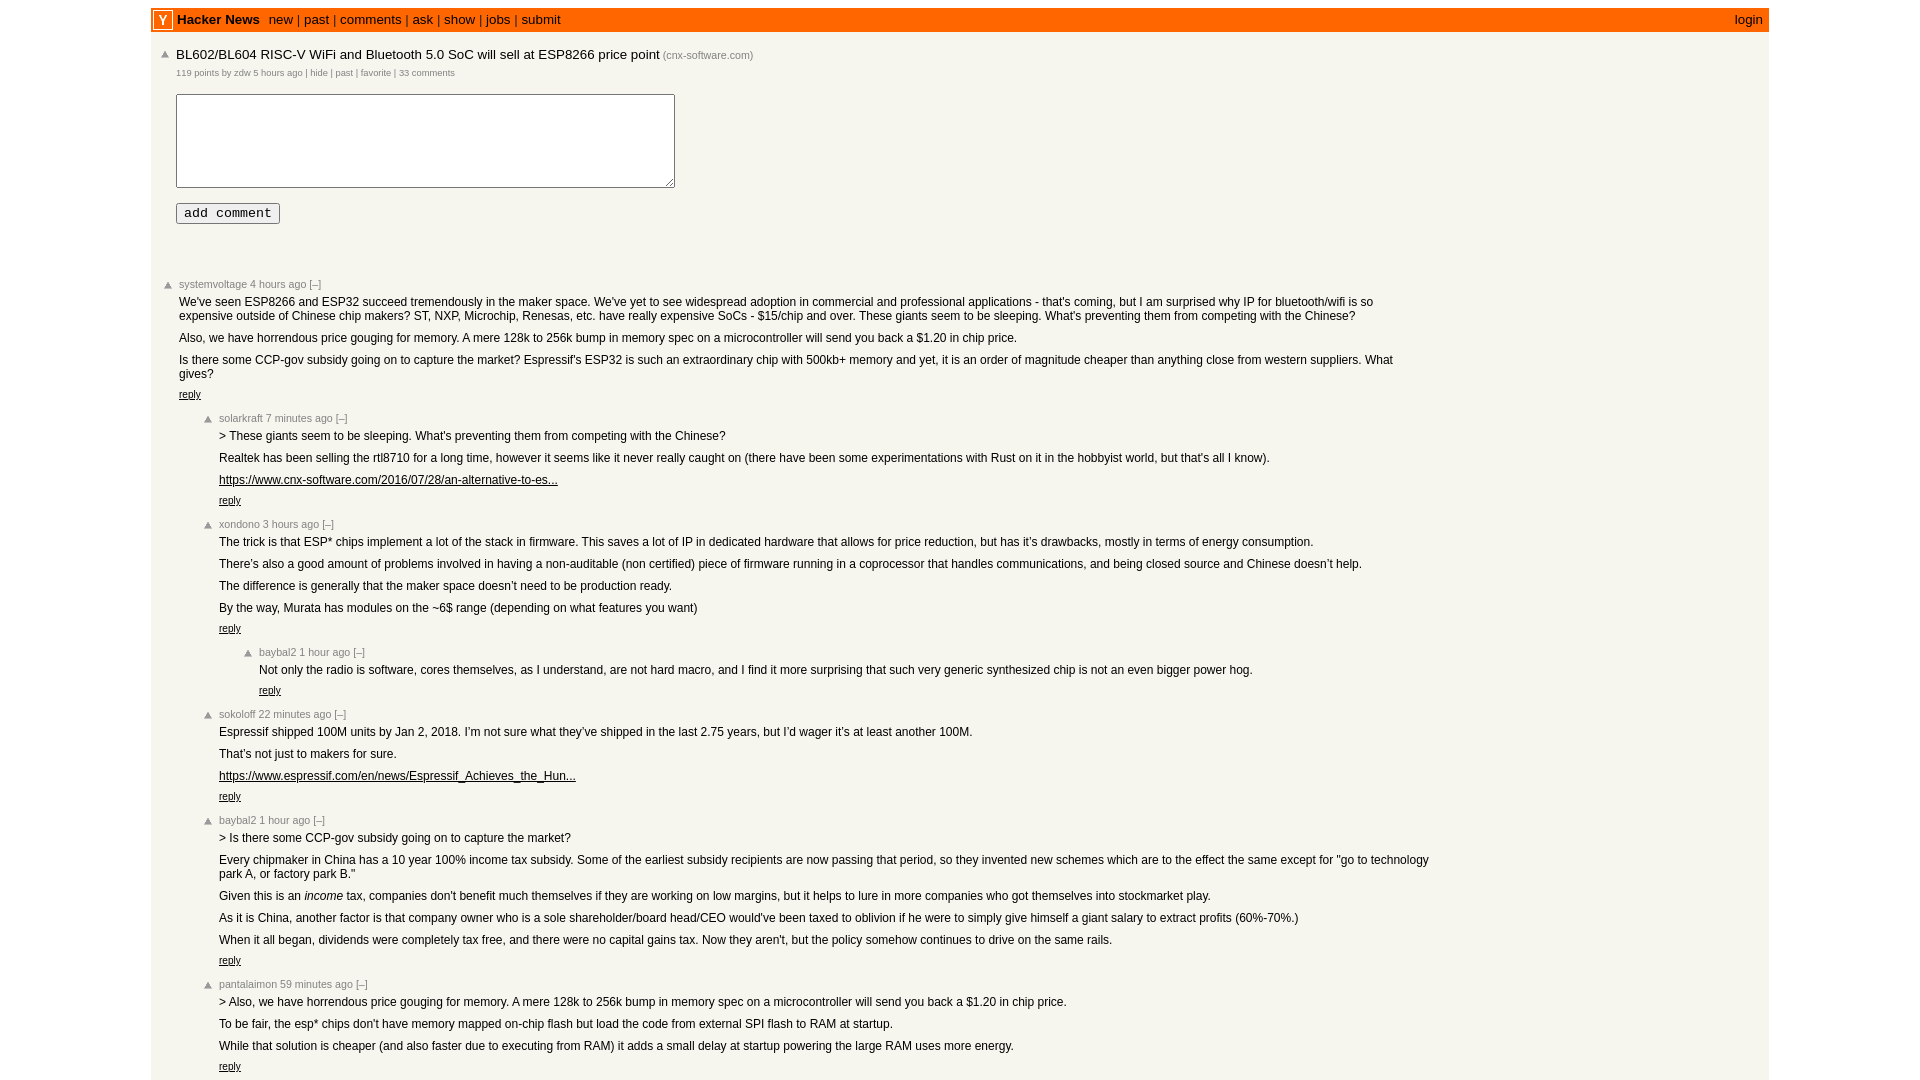 Y Hacker News new | past | comments | ask | show | jobs | submit login
BL602/BL604 RISC-V WiFi and Bluetooth 5.0 SoC will sell at ESP8266 price point (cnx-software.com)
119 points by zdw 5 hours ago | hide | past | favorite | 33 comments
add comment
systemvoltage 4 hours ago [–]
We've seen ESP8266 and ESP32 succeed tremendously in the maker space. We've yet to see widespread adoption in commercial and professional applications - that's coming, but I am surprised why IP for bluetooth/wifi is so
expensive outside of Chinese chip makers? ST, NXP, Microchip, Renesas, etc. have really expensive SoCs - $15/chip and over. These giants seem to be sleeping. What's preventing them from competing with the Chinese?
Also, we have horrendous price gouging for memory. A mere 128k to 256k bump in memory spec on a microcontroller will send you back a $1.20 in chip price.
Is there some CCP-gov subsidy going on to capture the market? Espressif's ESP32 is such an extraordinary chip with 500kb+ memory and yet, it is an order of magnitude cheaper than anything close from western suppliers. What
gives?
reply
solarkraft 7 minutes ago [–]
> These giants seem to be sleeping. What's preventing them from competing with the Chinese?
Realtek has been selling the rtl8710 for a long time, however it seems like it never really caught on (there have been some experimentations with Rust on it in the hobbyist world, but that's all I know).
https://www.cnx-software.com/2016/07/28/an-alternative-to-es...
reply
xondono 3 hours ago [–]
The trick is that ESP* chips implement a lot of the stack in firmware. This saves a lot of IP in dedicated hardware that allows for price reduction, but has it’s drawbacks, mostly in terms of energy consumption.
There’s also a good amount of problems involved in having a non-auditable (non certified) piece of firmware running in a coprocessor that handles communications, and being closed source and Chinese doesn’t help.
The difference is generally that the maker space doesn’t need to be production ready.
By the way, Murata has modules on the ~6$ range (depending on what features you want)
reply
baybal2 1 hour ago [–]
Not only the radio is software, cores themselves, as I understand, are not hard macro, and I find it more surprising that such very generic synthesized chip is not an even bigger power hog.
reply
sokoloff 22 minutes ago [–]
Espressif shipped 100M units by Jan 2, 2018. I’m not sure what they’ve shipped in the last 2.75 years, but I’d wager it’s at least another 100M.
That’s not just to makers for sure.
https://www.espressif.com/en/news/Espressif_Achieves_the_Hun...
reply
baybal2 1 hour ago [–]
> Is there some CCP-gov subsidy going on to capture the market?
Every chipmaker in China has a 10 year 100% income tax subsidy. Some of the earliest subsidy recipients are now passing that period, so they invented new schemes which are to the effect the same except for "go to technology
park A, or factory park B."
Given this is an income tax, companies don't benefit much themselves if they are working on low margins, but it helps to lure in more companies who got themselves into stockmarket play.
As it is China, another factor is that company owner who is a sole shareholder/board head/CEO would've been taxed to oblivion if he were to simply give himself a giant salary to extract profits (60%-70%.)
When it all began, dividends were completely tax free, and there were no capital gains tax. Now they aren't, but the policy somehow continues to drive on the same rails.
reply
pantalaimon 59 minutes ago [–]
> Also, we have horrendous price gouging for memory. A mere 128k to 256k bump in memory spec on a microcontroller will send you back a $1.20 in chip price.
To be fair, the esp* chips don't have memory mapped on-chip flash but load the code from external SPI flash to RAM at startup.
While that solution is cheaper (and also faster due to executing from RAM) it adds a small delay at startup powering the large RAM uses more energy.
reply